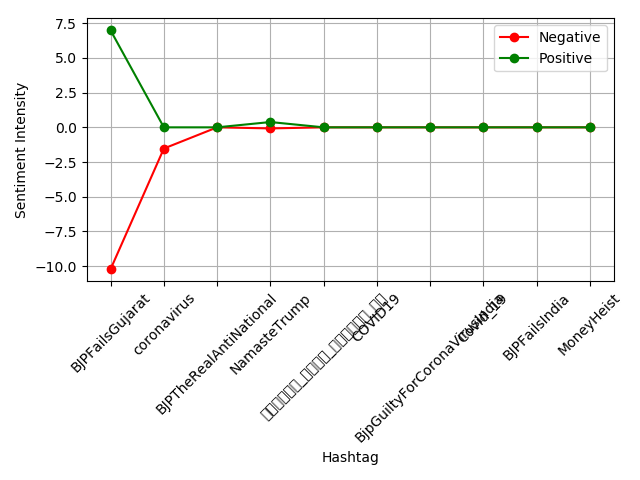 Negative
Positive
7.5
5.0
2.5
0.0
−2.5
−5.0
−7.5
−10.0
Sentiment Intensity
BJPFailsGujarat
coronavirus
BJPTheRealAntiNational
NamasteTrump
COVID19
BjpGuiltyForCoronaVirusIndia
Covid_19
BJPFailsIndia
MoneyHeist
Hashtag